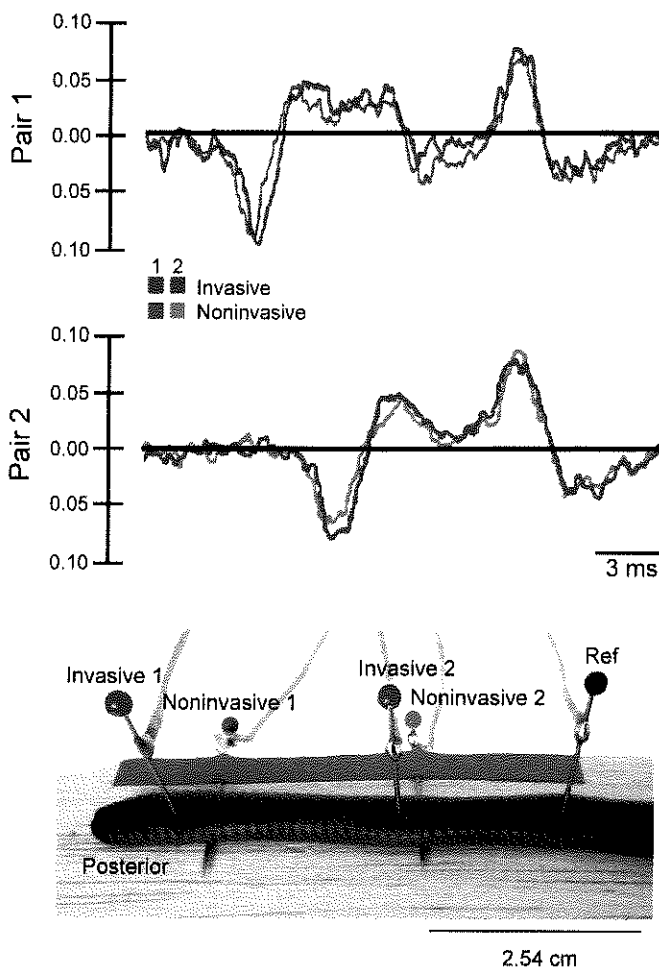 0.10
0.05
0.00
0.05
0.10
Pair 1
1 2
Invasive
Noninvasive
0.10
0.05
0.00
0.05
0.10
Pair 2
3 ms
Invasive 1
Noninvasive 1
Invasive 2
Noninvasive 2
Ref
Posterior
2.54 cm